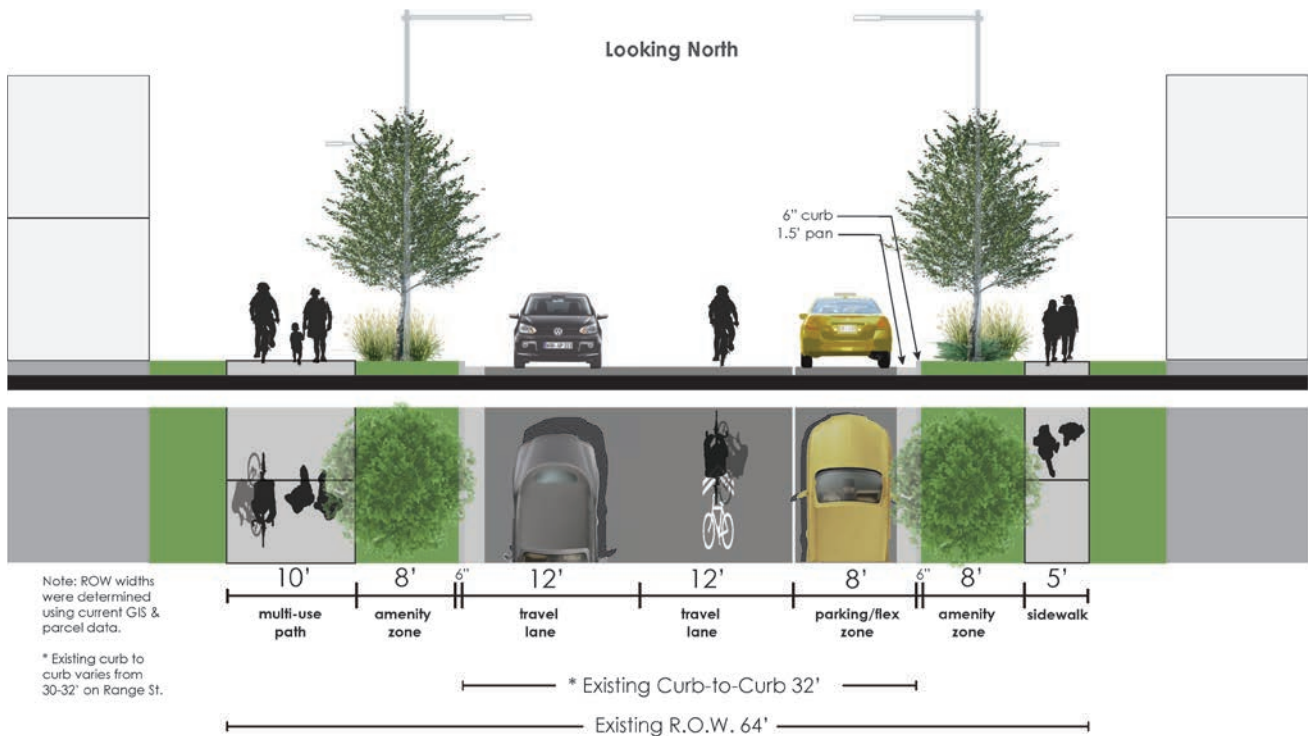 Looking North
6" curb
1.5' pan
10'
8'
6"
12'
12'
8'
6"
8'
5'
multi-use
path
amenity
zone
travel
lane
travel
lane
parking/flex
zone
amenity
zone
sidewalk
Note: ROW widths
were determined
using current GIS &
parcel data.
* Existing curb to
curb varies from
30-32' on Range St.
* Existing Curb-to-Curb 32'
Existing R.O.W. 64'